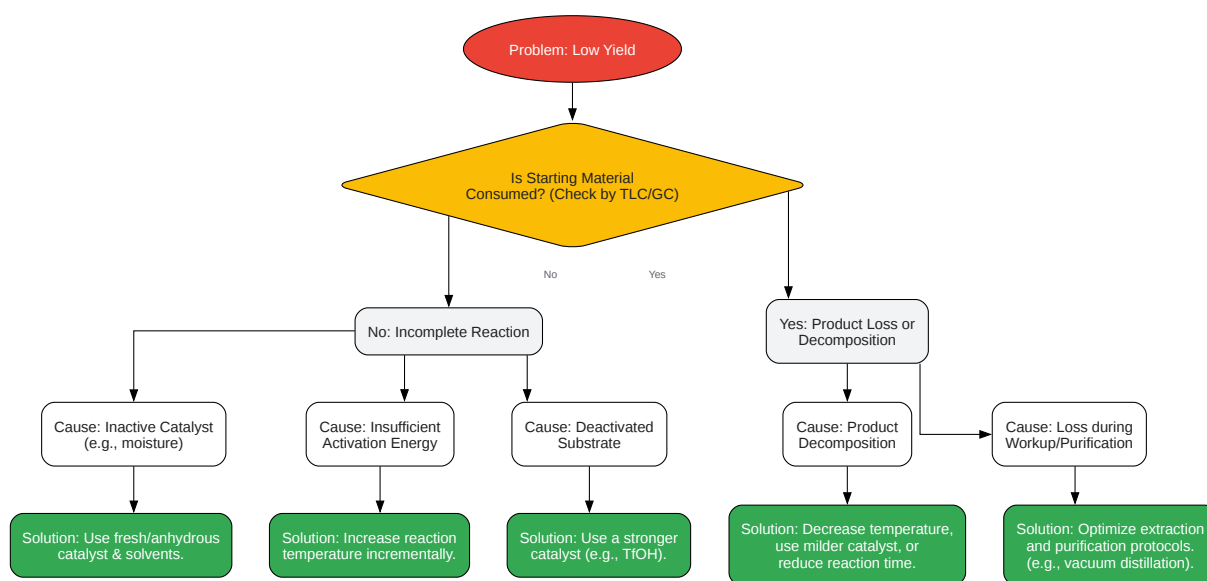 Problem: Low Yield
Is Starting Material
Consumed? (Check by TLC/GC)
No
Yes
No: Incomplete Reaction
Yes: Product Loss or
Decomposition
Cause: Inactive Catalyst
(e.g., moisture)
Cause: Insufficient
Activation Energy
Cause: Deactivated
Substrate
Cause: Product
Decomposition
Cause: Loss during
Workup/Purification
Solution: Use fresh/anhydrous
catalyst & solvents.
Solution: Increase reaction
temperature incrementally.
Solution: Use a stronger
catalyst (e.g., TfOH).
Solution: Decrease temperature,
use milder catalyst, or
reduce reaction time.
Solution: Optimize extraction
and purification protocols.
(e.g., vacuum distillation).